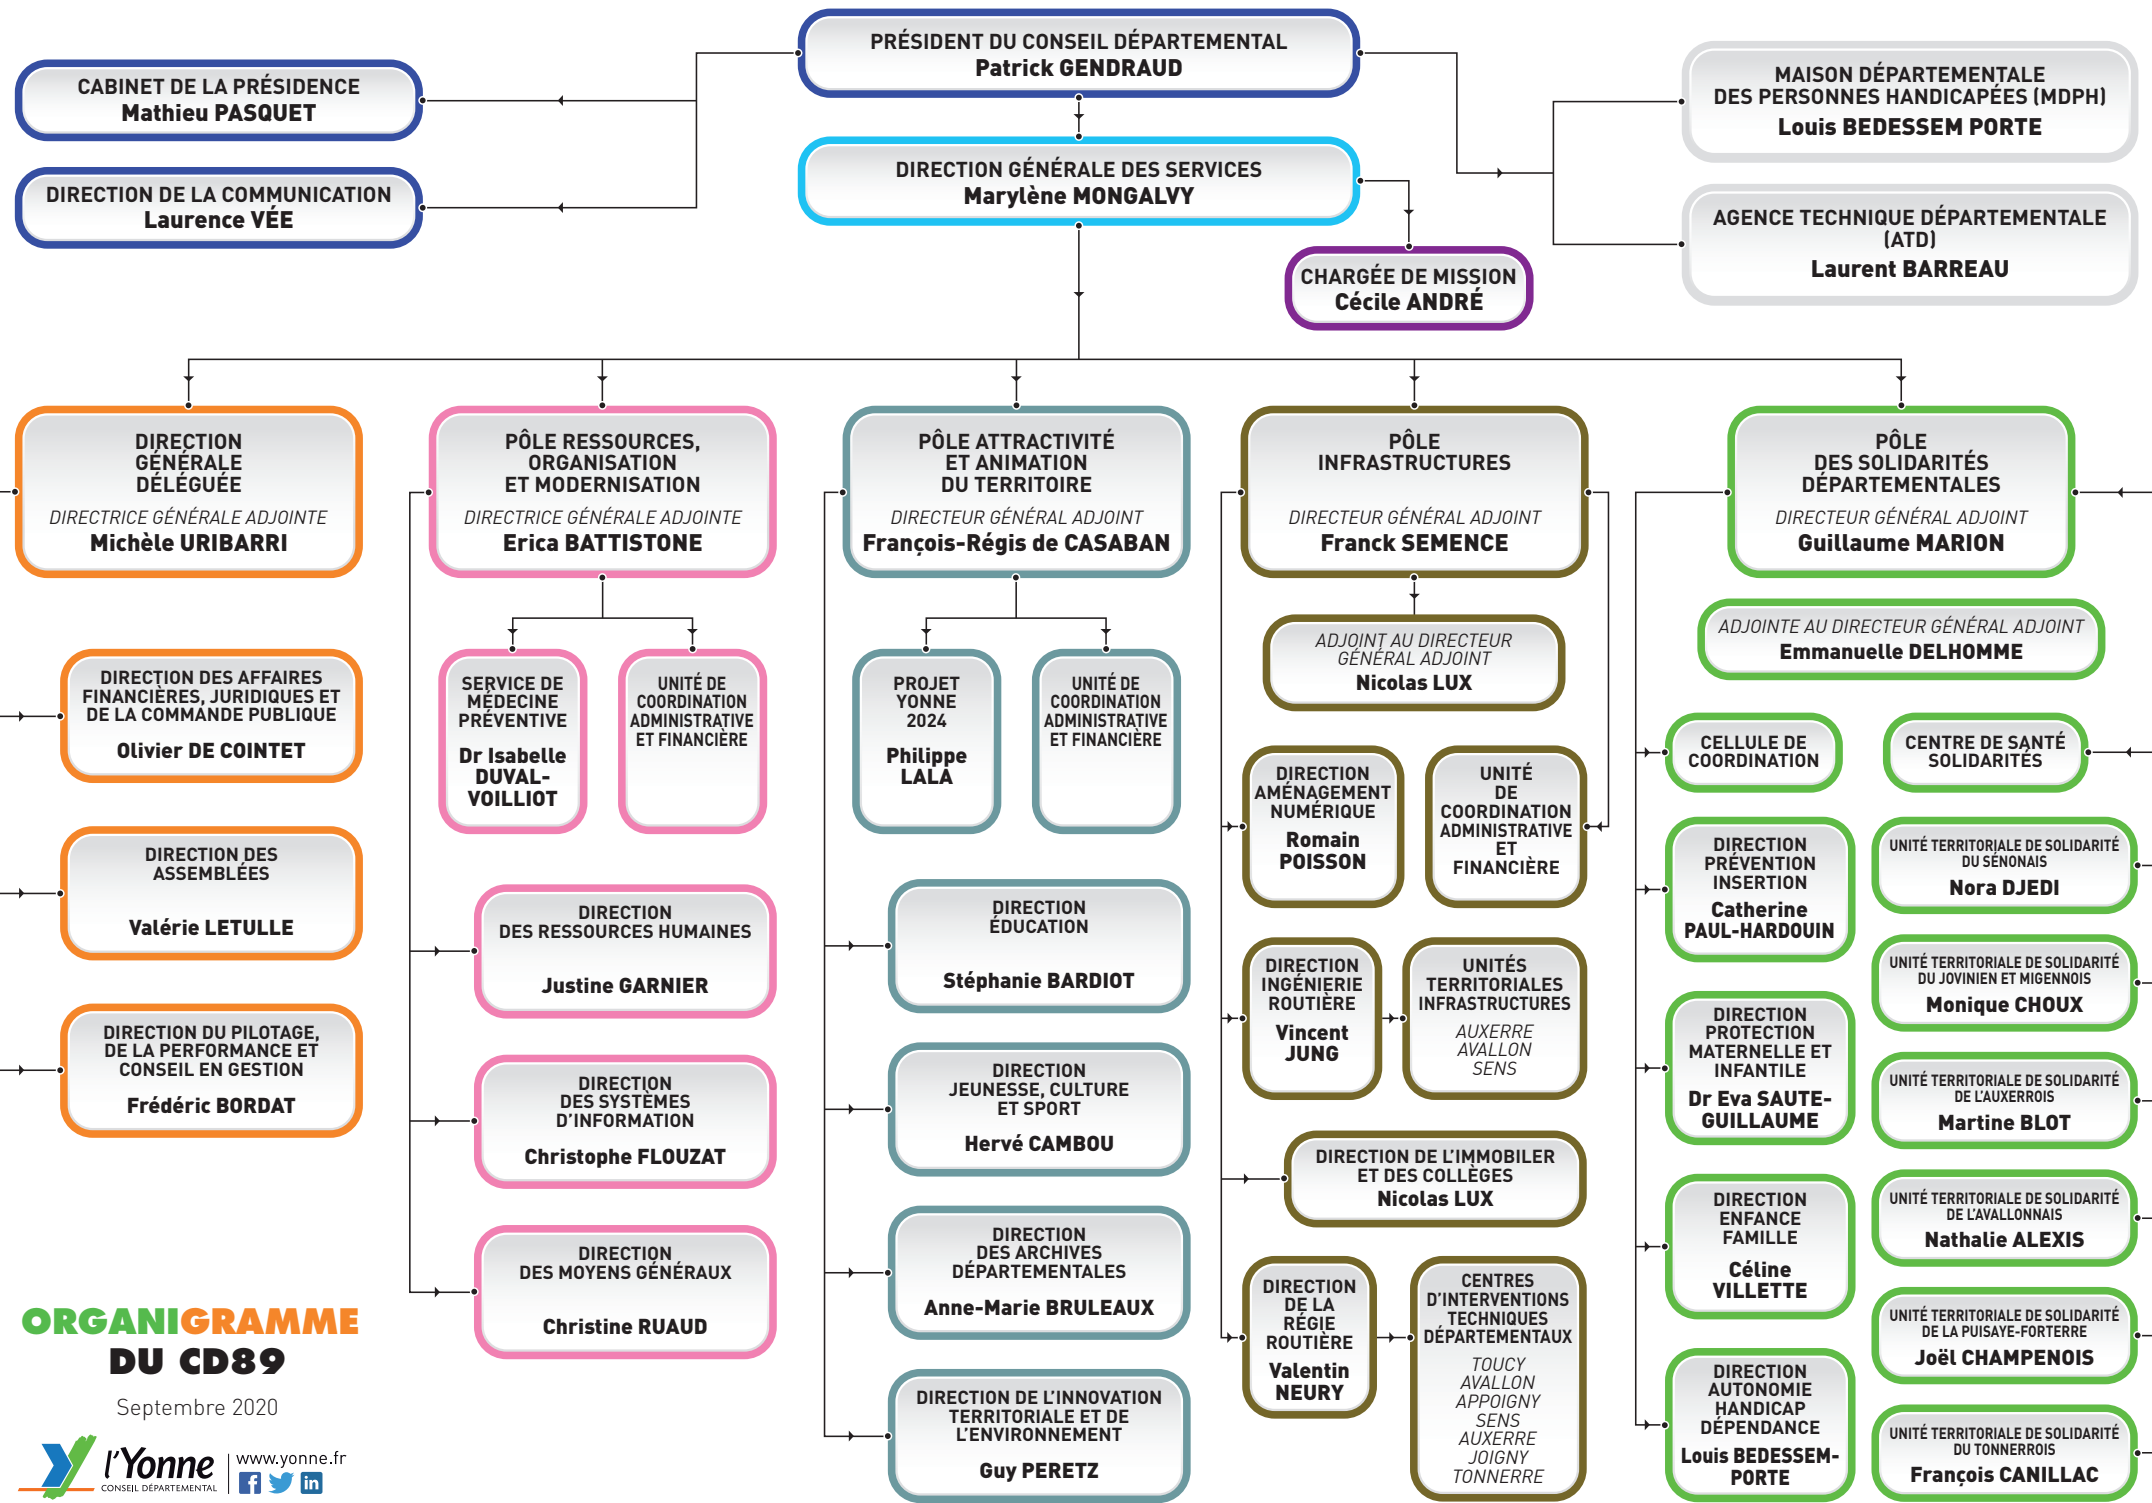 PRÉSIDENT DU CONSEIL DÉPARTEMENTAL
Patrick GENDRAUD
CABINET DE LA PRÉSIDENCE
Mathieu PASQUET
DIRECTION DE LA COMMUNICATION
Laurence VÉE
DIRECTION GÉNÉRALE DES SERVICES
Marylène MONGALVY
CHARGÉE DE MISSION
Cécile ANDRÉ
MAISON DÉPARTEMENTALE
DES PERSONNES HANDICAPÉES (MDPH)
Louis BEDESSEM PORTE
AGENCE TECHNIQUE DÉPARTEMENTALE
(ATD)
Laurent BARREAU
DIRECTION
GÉNÉRALE
DÉLÉGUÉE
DIRECTRICE GÉNÉRALE ADJOINTE
Michèle URIBARRI
DIRECTION DES AFFAIRES
FINANCIÈRES, JURIDIQUES ET
DE LA COMMANDE PUBLIQUE
Olivier DE COINTET
DIRECTION DES
ASSEMBLÉES
Valérie LETULLE
DIRECTION DU PILOTAGE,
DE LA PERFORMANCE ET
CONSEIL EN GESTION
Frédéric BORDAT
PÔLE RESSOURCES,
ORGANISATION
ET MODERNISATION
DIRECTRICE GÉNÉRALE ADJOINTE
Erica BATTISTONE
SERVICE DE
MÉDECINE
PRÉVENTIVE
Dr Isabelle
DUVAL-
VOILLIOT
UNITÉ DE
COORDINATION
ADMINISTRATIVE
ET FINANCIÈRE
DIRECTION
DES RESSOURCES HUMAINES
Justine GARNIER
DIRECTION
DES SYSTÈMES
D'INFORMATION
Christophe FLOUZAT
DIRECTION
DES MOYENS GÉNÉRAUX
Christine RUAUD
PÔLE ATTRACTIVITÉ
ET ANIMATION
DU TERRITOIRE
DIRECTEUR GÉNÉRAL ADJOINT
François-Régis de CASABAN
PROJET
YONNE
2024
Philippe
LALA
UNITÉ DE
COORDINATION
ADMINISTRATIVE
ET FINANCIÈRE
DIRECTION
ÉDUCATION
Stéphanie BARDIOT
DIRECTION
JEUNESSE, CULTURE
ET SPORT
Hervé CAMBOU
DIRECTION
DES ARCHIVES
DÉPARTEMENTALES
Anne-Marie BRULEAUX
DIRECTION DE L'INNOVATION
TERRITORIALE ET DE
L'ENVIRONNEMENT
Guy PERETZ
PÔLE
INFRASTRUCTURES
DIRECTEUR GÉNÉRAL ADJOINT
Franck SEMENCE
ADJOINT AU DIRECTEUR
GÉNÉRAL ADJOINT
Nicolas LUX
DIRECTION
AMÉNAGEMENT
NUMÉRIQUE
Romain
POISSON
UNITÉ
DE
COORDINATION
ADMINISTRATIVE
ET
FINANCIÈRE
DIRECTION
INGÉNIERIE
ROUTIÈRE
Vincent
JUNG
UNITÉS
TERRITORIALES
INFRASTRUCTURES
AUXERRE
AVALLON
SENS
DIRECTION DE L'IMMOBILER
ET DES COLLÈGES
Nicolas LUX
DIRECTION
DE LA
RÉGIE
ROUTIÈRE
Valentin
NEURY
CENTRES
D'INTERVENTIONS
TECHNIQUES
DÉPARTEMENTAUX
TOUCY
AVALLON
APPOIGNY
SENS
AUXERRE
JOIGNY
TONNERRE
PÔLE
DES SOLIDARITÉS
DÉPARTEMENTALES
DIRECTEUR GÉNÉRAL ADJOINT
Guillaume MARION
ADJOINTE AU DIRECTEUR GÉNÉRAL ADJOINT
Emmanuelle DELHOMME
CELLULE DE
COORDINATION
CENTRE DE SANTÉ
SOLIDARITÉS
DIRECTION
PRÉVENTION
INSERTION
Catherine
PAUL-HARDOUIN
DIRECTION
PROTECTION
MATERNELLE ET
INFANTILE
Dr Eva SAUTE-
GUILLAUME
DIRECTION
ENFANCE
FAMILLE
Céline
VILLETTE
DIRECTION
AUTONOMIE
HANDICAP
DÉPENDANCE
Louis BEDESSEM-
PORTE
UNITÉ TERRITORIALE DE SOLIDARITÉ
DU SÉNONAIS
Nora DJEDI
UNITÉ TERRITORIALE DE SOLIDARITÉ
DU JOVINIEN ET MIGENNOIS
Monique CHOUX
UNITÉ TERRITORIALE DE SOLIDARITÉ
DE L'AUXERROIS
Martine BLOT
UNITÉ TERRITORIALE DE SOLIDARITÉ
DE L'AVALLONNAIS
Nathalie ALEXIS
UNITÉ TERRITORIALE DE SOLIDARITÉ
DE LA PUISAYE-FORTERRE
Joël CHAMPENOIS
UNITÉ TERRITORIALE DE SOLIDARITÉ
DU TONNERROIS
François CANILLAC
ORGANIGRAMME
DU CD89
Septembre 2020
l'Yonne
CONSEIL DÉPARTEMENTAL
www.yonne.fr